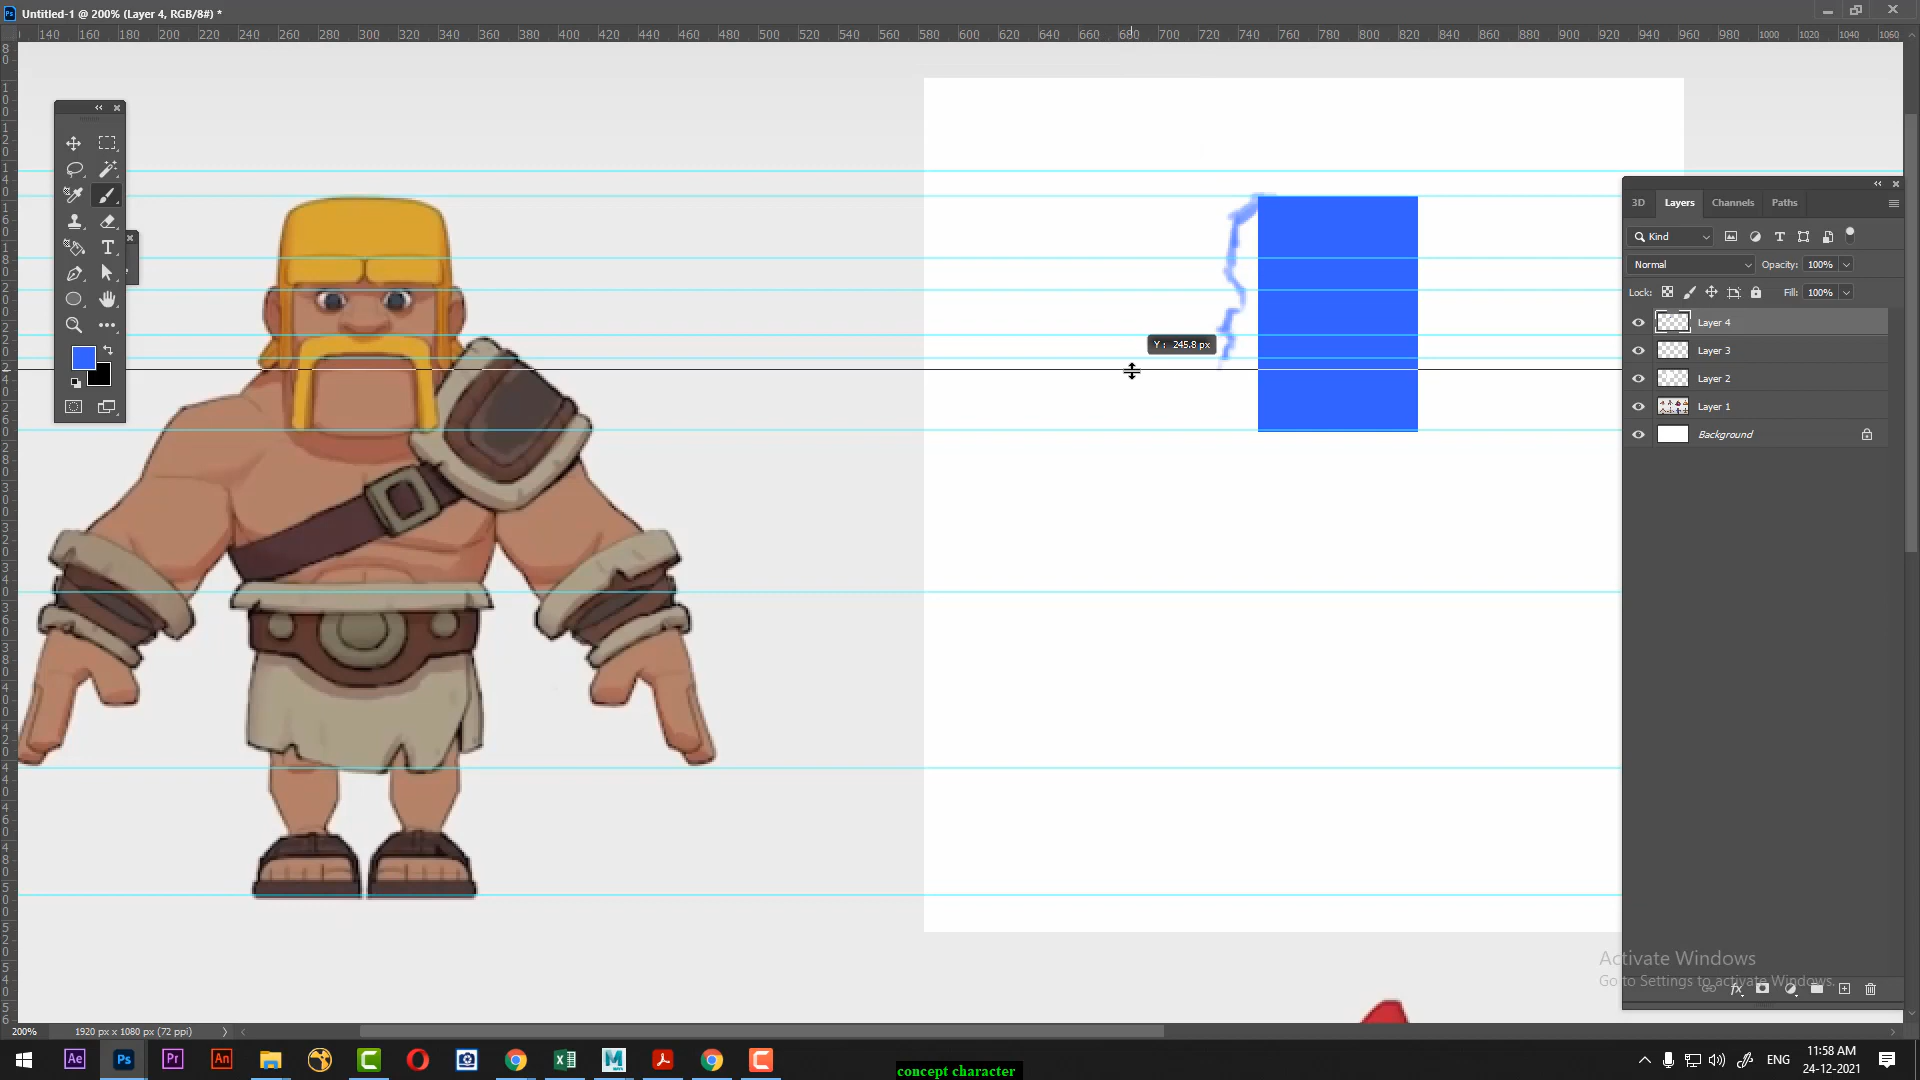 Untitled-1 @ 200% (Layer 4, RGB/8#) *
140 160 180 200 220 240 260 280 300 320 340 360 380 400 420 440 460 480 500 520 540 560 580 600 620 640 660 680 700 720 740 760 780 800 820 840 860 880 900 920 940 960 980 1000 1020 1040 1060
3D Layers Channels Paths
Kind
Normal Opacity: 100%
Lock: Fill: 100%
Layer 4
Y : 245.8 px
Layer 3
Layer 2
Layer 1
Background
Activate Windows
Go to Settings to activate Windows.
200% 1920 px x 1080 px (72 ppi)
Ae Ps Pr An
ENG
11:58 AM
24-12-2021
concept character